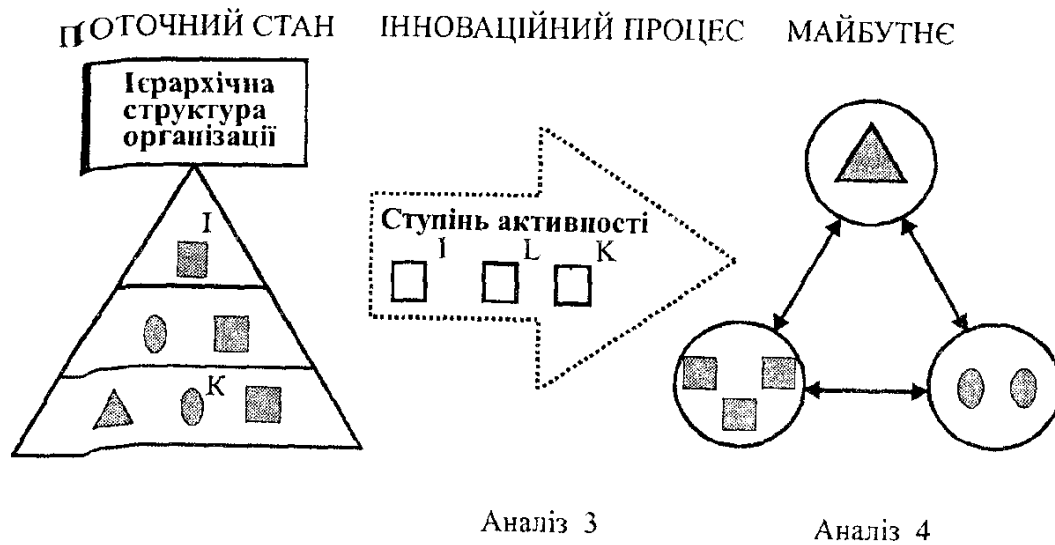 ПОТОЧНИЙ СТАН ІННОВАЦІЙНИЙ ПРОЦЕС МАЙБУТНЄ
Ієрархічна
структура
організації
І
К
Ступінь активності
І L К
Аналіз 3 Аналіз 4